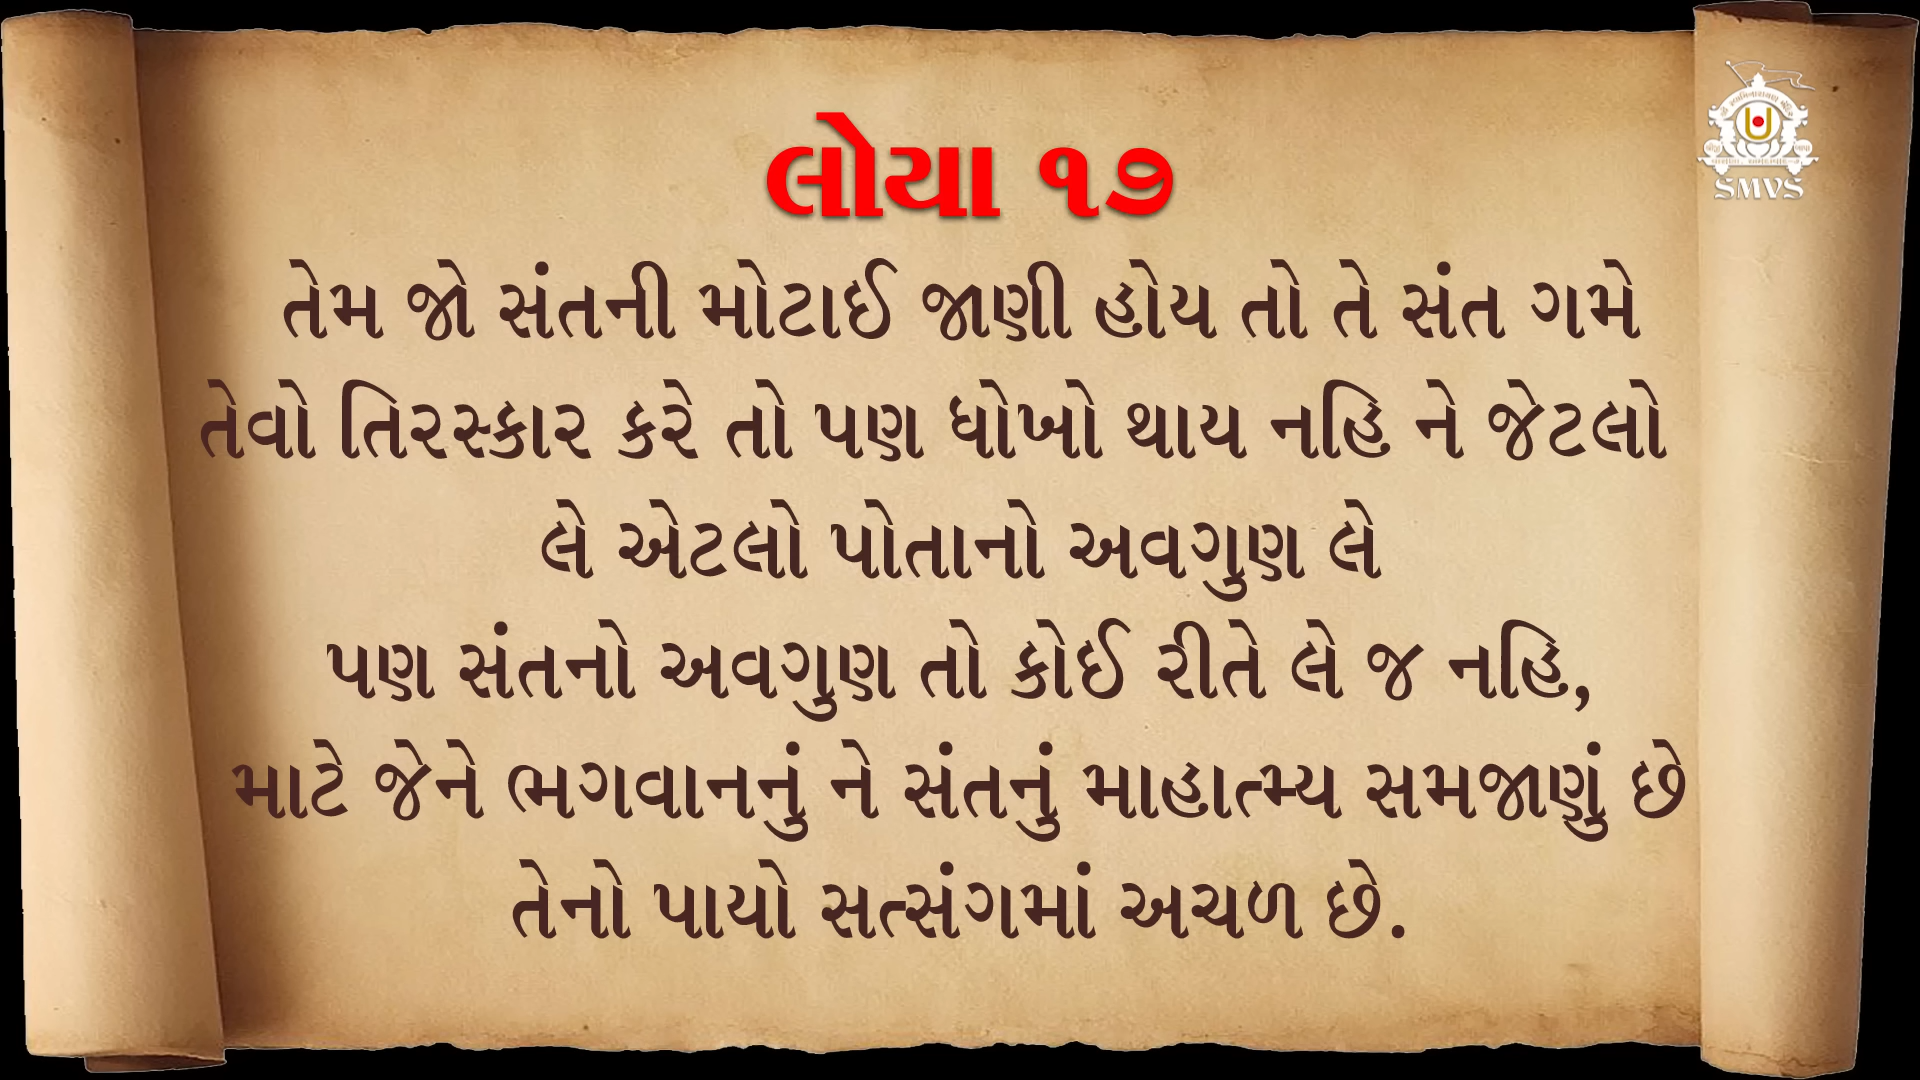 લોયા ૧૭
SMVS
તેમ જો સંતની મોટાઈ જાણી હોય તો તે સંત ગમે
તેવો તિરસ્કાર કરે તો પણ ધોખો થાય નહિ ને જેટલો
લે એટલો પોતાનો અવગુણ લે
પણ સંતનો અવગુણ તો કોઈ રીતે લે જ નહિ,
માટે જેને ભગવાનનું ને સંતનું માહાત્મ્ય સમજાણું છે
તેનો પાયો સત્સંગમાં અચળ છે.